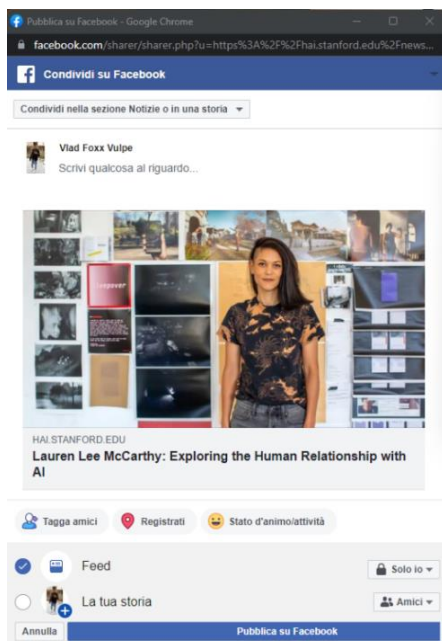 Pubblica su Facebook - Google Chrome
facebook.com/sharer/sharer.php?u=https%3A%2F%2Fhai.stanford.edu%2Fnews...
Condividi su Facebook
Condividi nella sezione Notizie o in una storia
Vlad Foxx Vulpe
Scrivi qualcosa al riguardo...
HAI.STANFORD.EDU
Lauren Lee McCarthy: Exploring the Human Relationship with
AI
Tagga amici Registrati Stato d'animo/attività
Feed Solo io
La tua storia Amici
Annulla Pubblica su Facebook